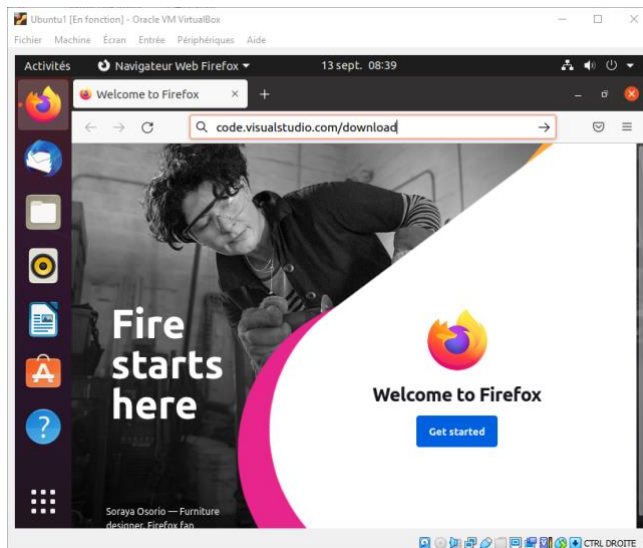 Ubuntu1 [En fonction] - Oracle VM VirtualBox
Fichier Machine Écran Entrée Périphériques Aide
Activités Navigateur Web Firefox 13 sept. 08:39
Welcome to Firefox
code.visualstudio.com/download
Fire
starts
here
Welcome to Firefox
Get started
Soraya Osorio — Furniture
designer, Firefox fan
CTRL DROITE